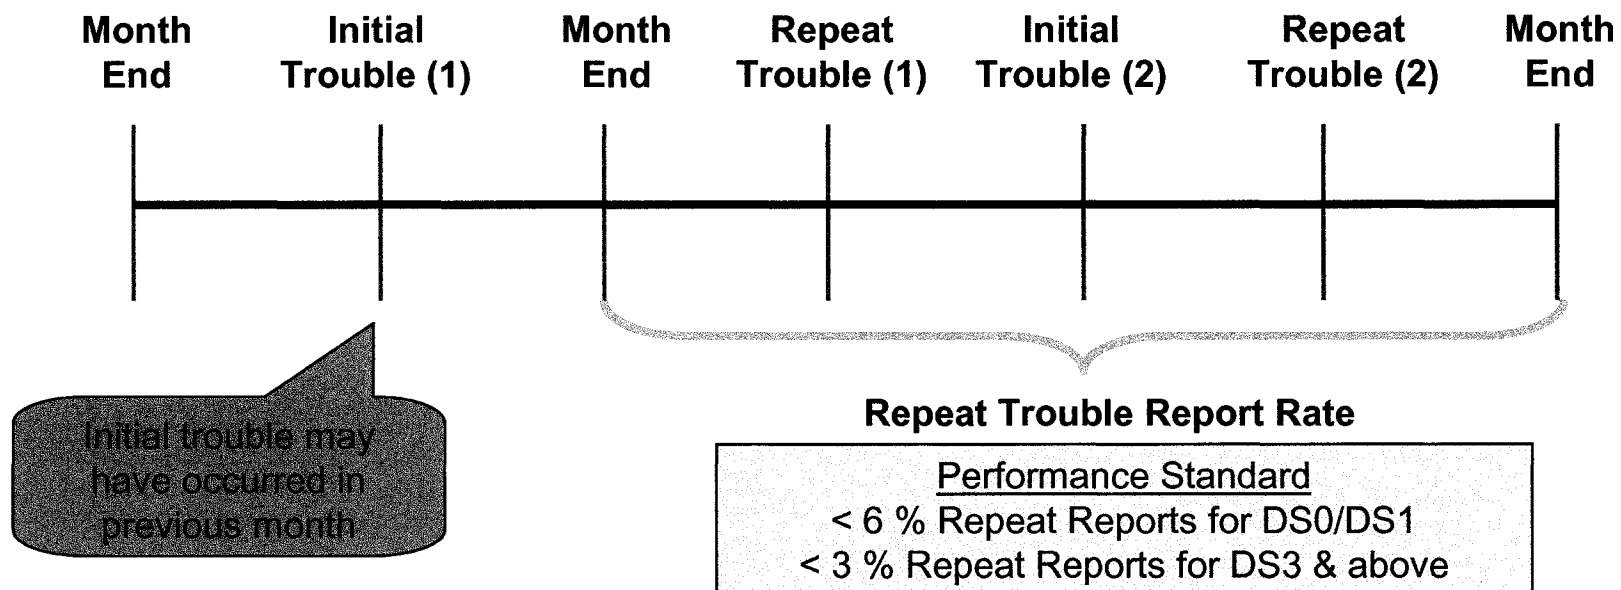 Month
End
Initial
Trouble (1)
Month
End
Repeat
Trouble (1)
Initial
Trouble (2)
Repeat
Trouble (2)
Month
End
Initial trouble may
have occurred in
previous month
Repeat Trouble Report Rate
Performance Standard
< 6 % Repeat Reports for DS0/DS1
< 3 % Repeat Reports for DS3 & above